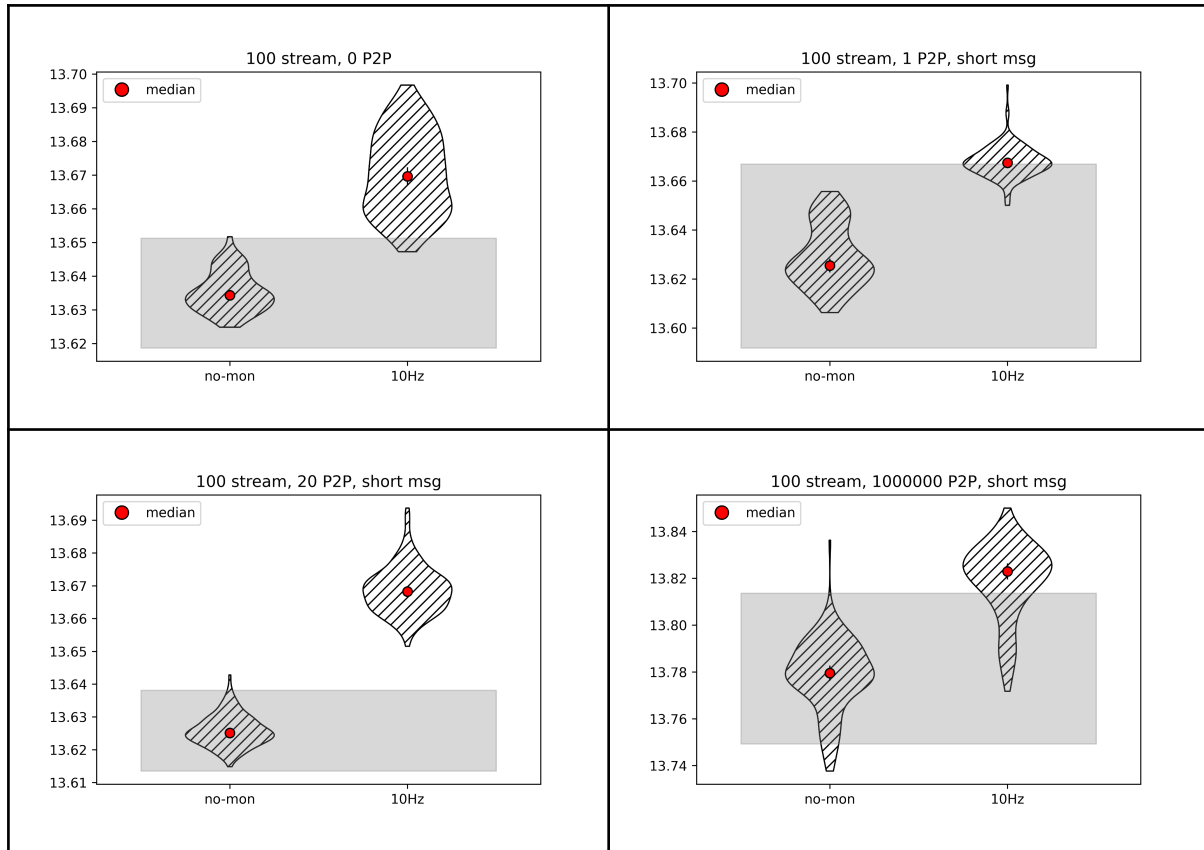 100 stream, 0 P2P
median
13.70
13.69
13.68
13.67
13.66
13.65
13.64
13.63
13.62
no-mon 10Hz
100 stream, 1 P2P, short msg
median
13.70
13.68
13.66
13.64
13.62
13.60
no-mon 10Hz
100 stream, 20 P2P, short msg
median
13.69
13.68
13.67
13.66
13.65
13.64
13.63
13.62
13.61
no-mon 10Hz
100 stream, 1000000 P2P, short msg
median
13.84
13.82
13.80
13.78
13.76
13.74
no-mon 10Hz